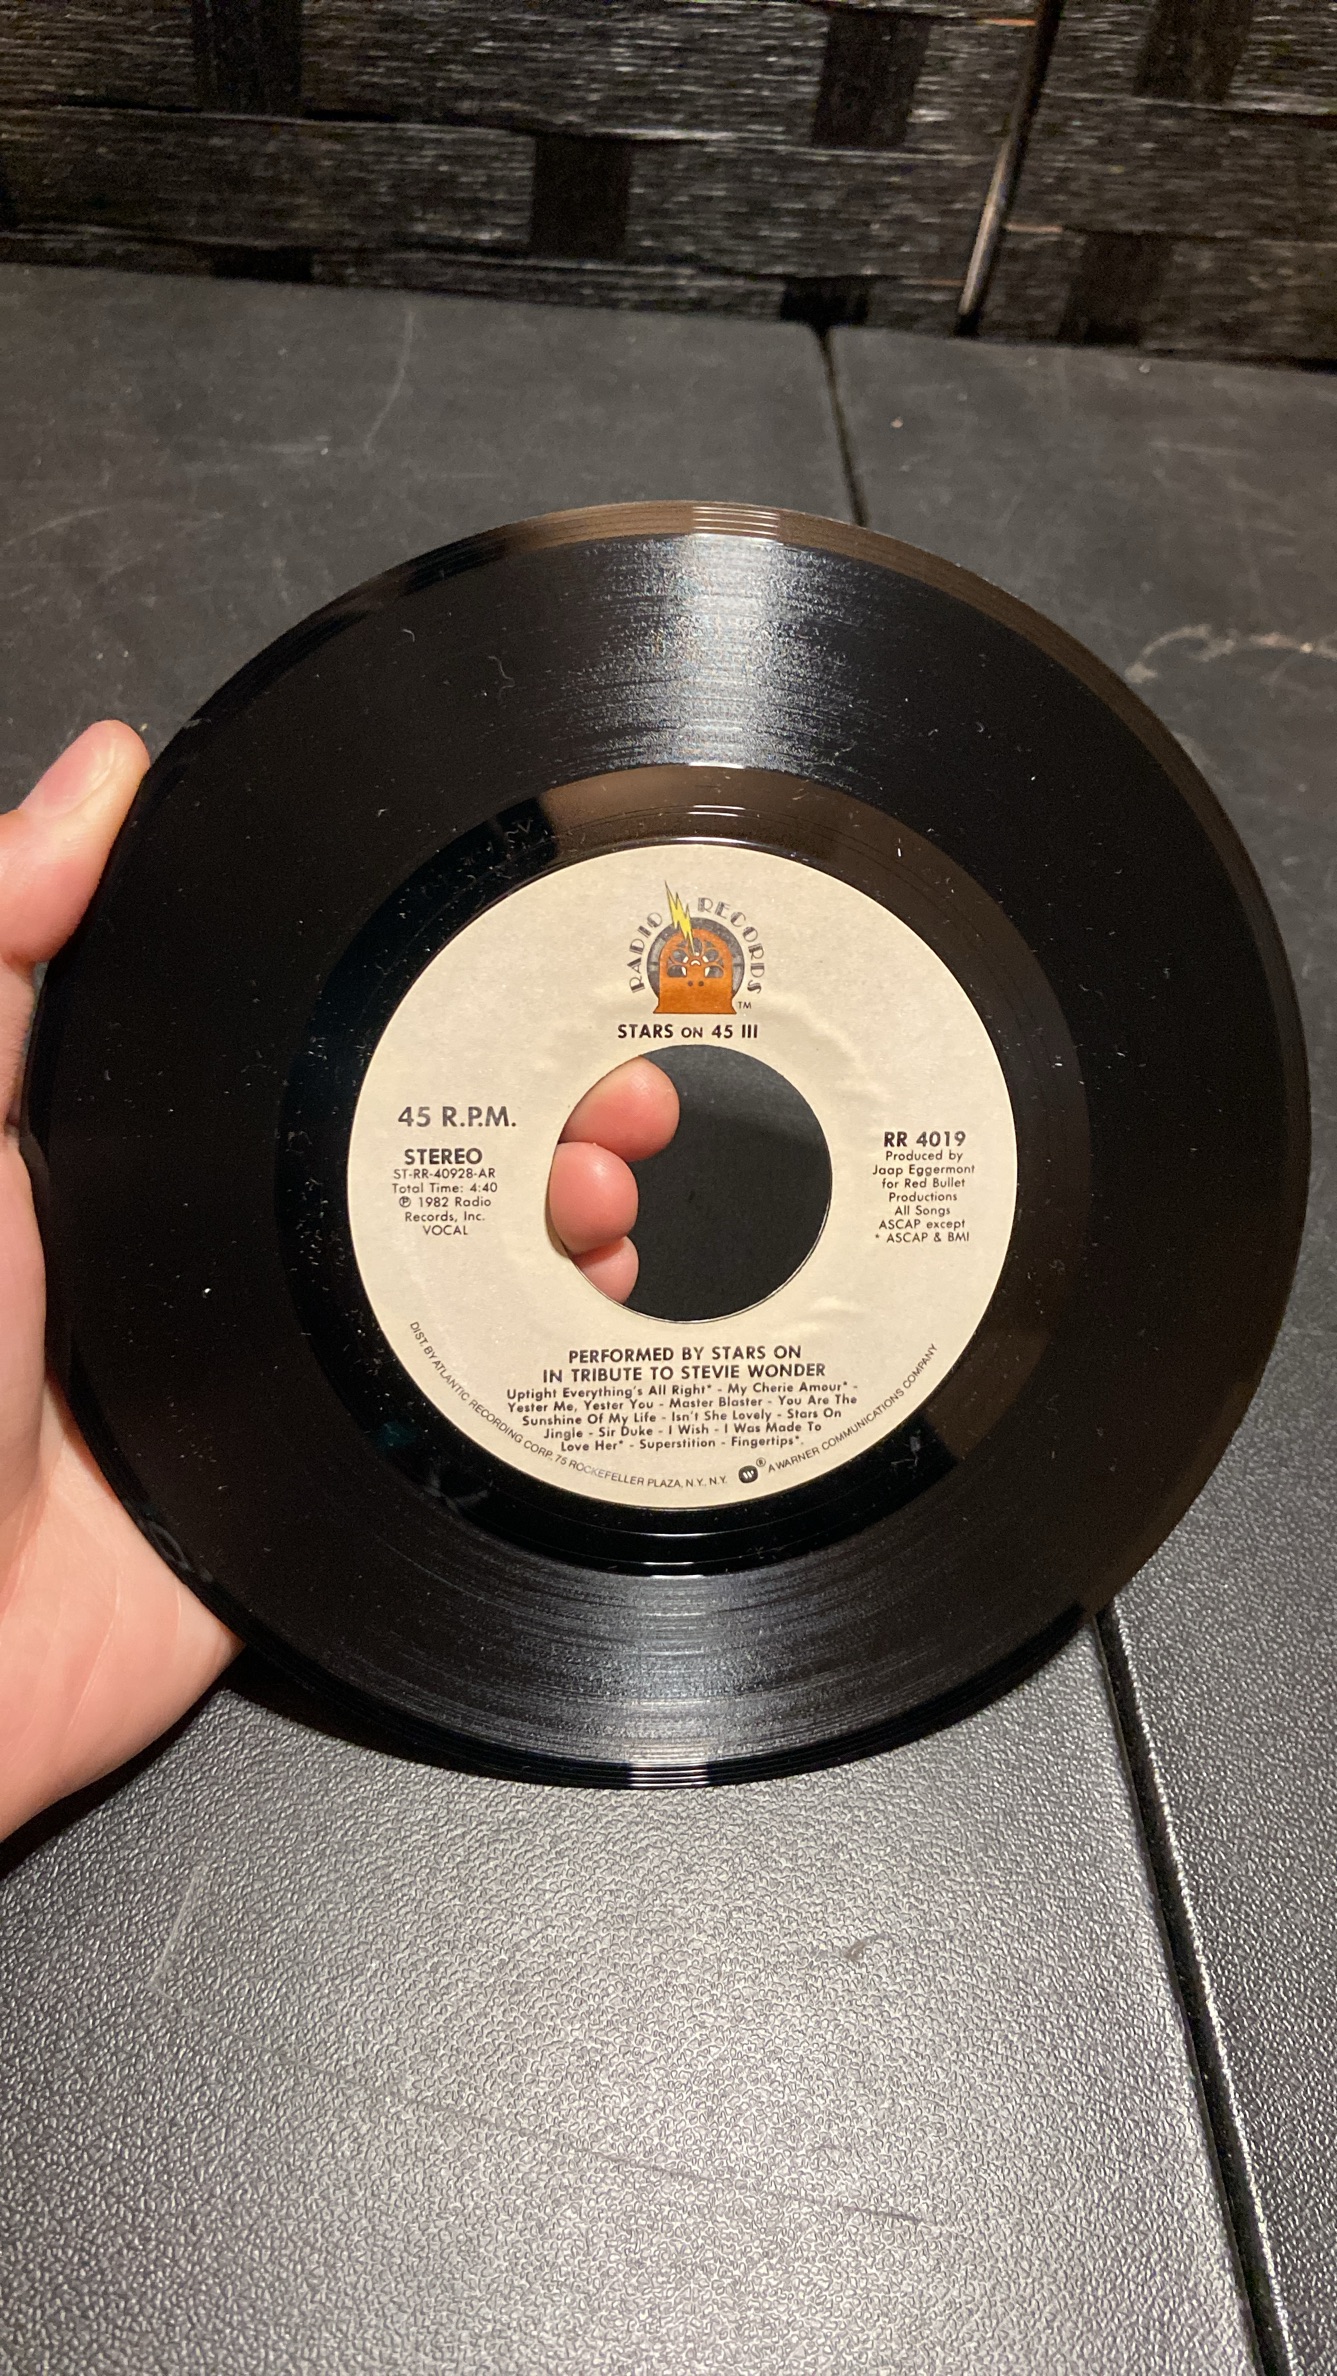 RADIO RECORDS
TM
STARS ON 45 III
45 R.P.M.
STEREO
ST-RR-40928-AR
Total Time: 4:40
℗ 1982 Radio
Records, Inc.
VOCAL
RR 4019
Produced by
Jaap Eggermont
for Red Bullet
Productions
All Songs
ASCAP except
* ASCAP & BMI
PERFORMED BY STARS ON
IN TRIBUTE TO STEVIE WONDER
Uptight Everything's All Right* - My Cherie Amour* -
Yester Me, Yester You - Master Blaster - You Are The
Sunshine Of My Life - Isn't She Lovely - Stars On
Jingle - Sir Duke - I Wish - I Was Made To
Love Her* - Superstition - Fingertips*.
DIST. BY ATLANTIC RECORDING CORP., 75 ROCKEFELLER PLAZA, N.Y., N.Y. W ® A WARNER COMMUNICATIONS COMPANY